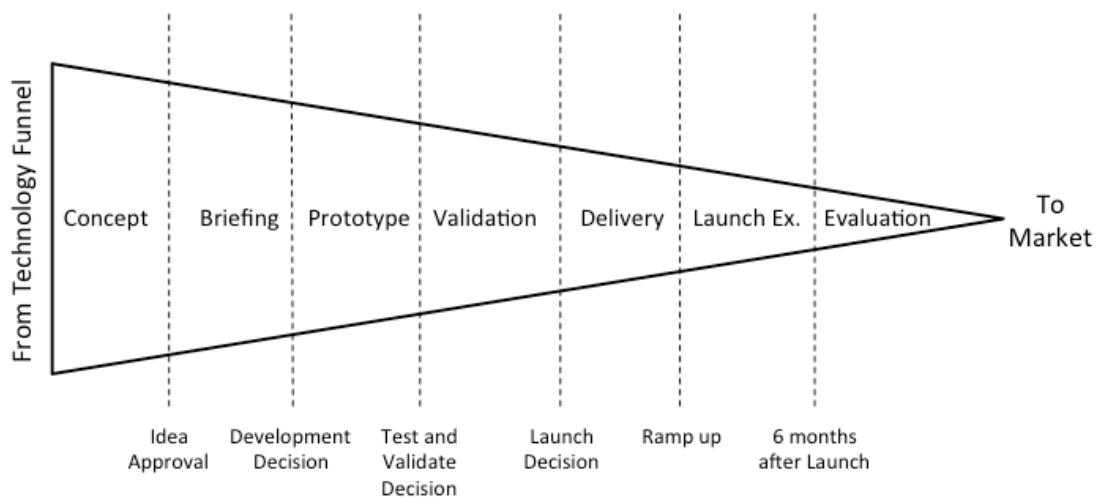 From Technology Funnel
Concept
Briefing
Prototype
Validation
Delivery
Launch Ex.
Evaluation
To
Market
Idea
Approval
Development
Decision
Test and
Validate
Decision
Launch
Decision
Ramp up
6 months
after Launch